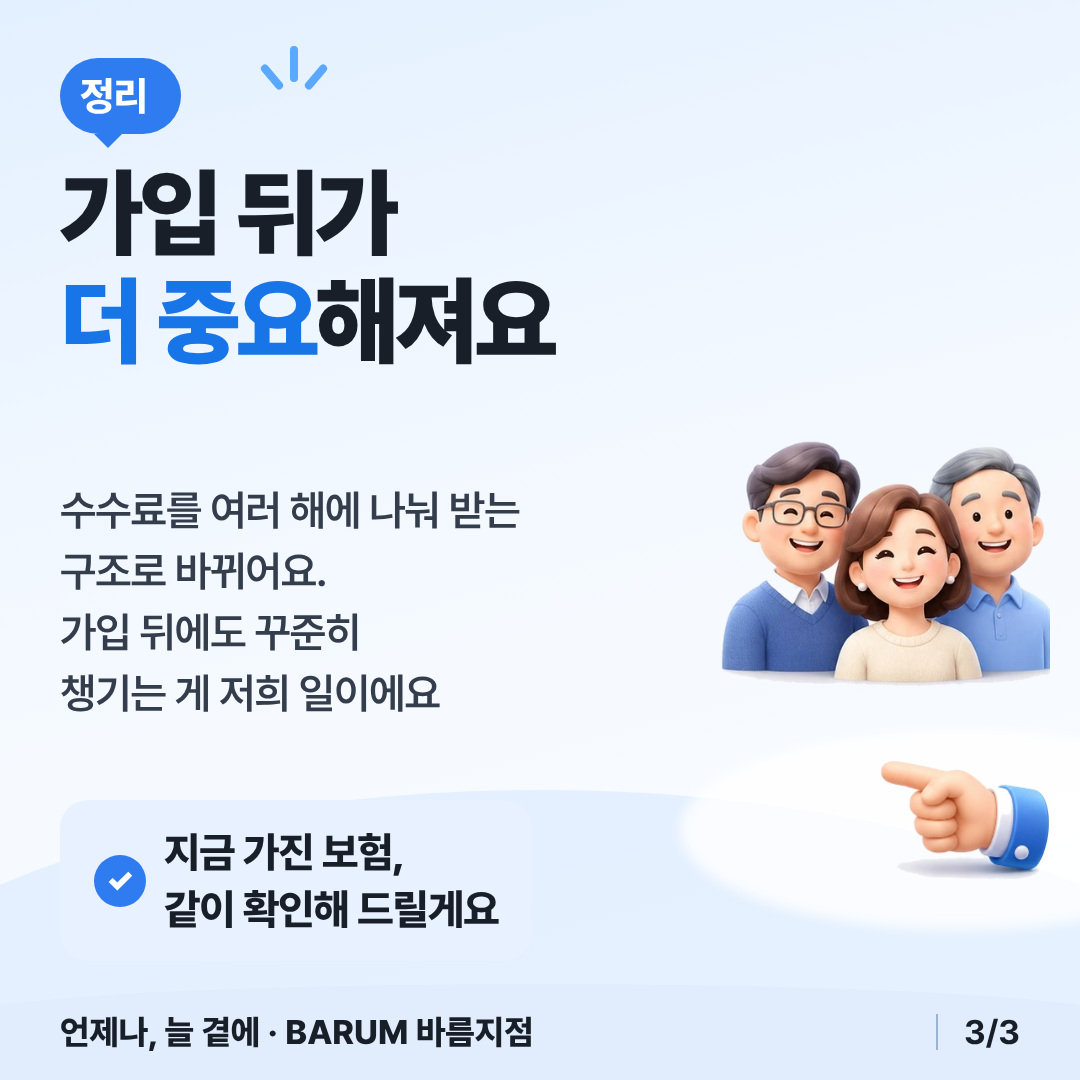 정리
가입 뒤가
더 중요해져요
수수료를 여러 해에 나눠 받는
구조로 바뀌어요.
가입 뒤에도 꾸준히
챙기는 게 저희 일이에요
지금 가진 보험,
같이 확인해 드릴게요
언제나, 늘 곁에 · BARUM 바름지점
3/3